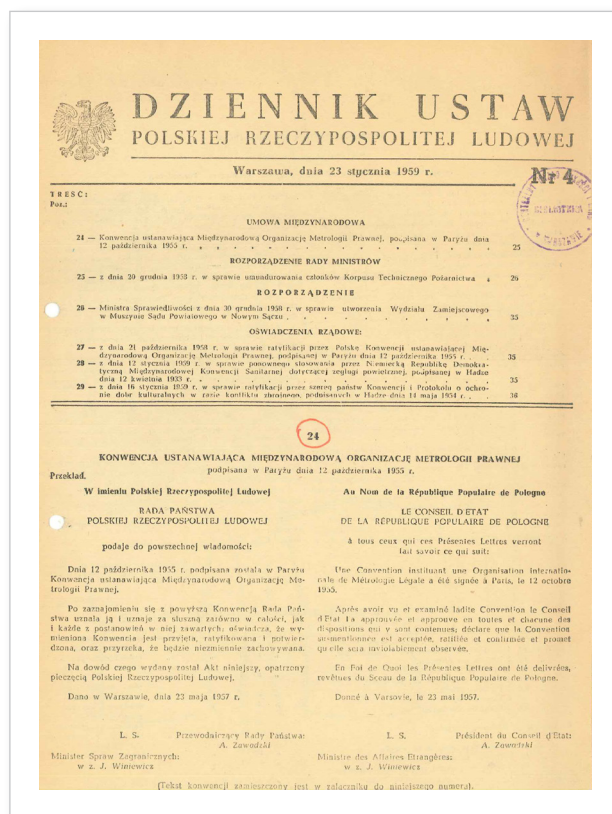 DZIENNIK USTAW
POLSKIEJ RZECZYPOSPOLITEJ LUDOWEJ
Warszawa, dnia 23 stycznia 1959 r.
Nr 4
TREŚĆ:
Poz.:
UMOWA MIĘDZYNARODOWA
24 — Konwencja ustanawiająca Międzynarodową Organizację Metrologii Prawnej, podpisana w Paryżu dnia
12 października 1955 r. 25
ROZPORZĄDZENIE RADY MINISTRÓW
25 — z dnia 20 grudnia 1958 r. w sprawie umundurowania członków Korpusu Technicznego Pożarnictwa 26
ROZPORZĄDZENIE
26 — Ministra Sprawiedliwości z dnia 30 grudnia 1958 r. w sprawie utworzenia Wydziału Zamiejscowego
w Muszynie Sądu Powiatowego w Nowym Sączu 35
OŚWIADCZENIA RZĄDOWE:
27 — z dnia 21 października 1958 r. w sprawie ratyfikacji przez Polskę Konwencji ustanawiającej Mię-
dzynarodową Organizację Metrologii Prawnej, podpisanej w Paryżu dnia 12 października 1955 r. 35
28 — z dnia 12 stycznia 1959 r. w sprawie ponownego stosowania przez Niemiecką Republikę Demokra-
tyczną Międzynarodowej Konwencji Sanitarnej dotyczącej żeglugi powietrznej, podpisanej w Hadze
dnia 12 kwietnia 1933 r. 35
29 — z dnia 16 stycznia 1959 r. w sprawie ratyfikacji przez szereg państw Konwencji i Protokołu o ochro-
nie dóbr kulturalnych w razie konfliktu zbrojnego, podpisanych w Hadze dnia 14 maja 1954 r. 36
24
KONWENCJA USTANAWIAJĄCA MIĘDZYNARODOWĄ ORGANIZACJĘ METROLOGII PRAWNEJ
podpisana w Paryżu dnia 12 października 1955 r.
Przekład.
W imieniu Polskiej Rzeczypospolitej Ludowej
RADA PAŃSTWA
POLSKIEJ RZECZYPOSPOLITEJ LUDOWEJ
podaje do powszechnej wiadomości:
Dnia 12 października 1955 r. podpisana została w Paryżu
Konwencja ustanawiająca Międzynarodową Organizację Me-
trologii Prawnej.
Po zaznajomieniu się z powyższą Konwencją Rada Pań-
stwa uznała ją i uznaje za słuszną zarówno w całości, jak
i każde z postanowień w niej zawartych; oświadcza, że wy-
mieniona Konwencja jest przyjęta, ratyfikowana i potwier-
dzona, oraz przyrzeka, że będzie niezmiennie zachowywana.
Na dowód czego wydany został Akt niniejszy, opatrzony
pieczęcią Polskiej Rzeczypospolitej Ludowej.
Dano w Warszawie, dnia 23 maja 1957 r.
L. S. Przewodniczący Rady Państwa:
A. Zawadzki
Minister Spraw Zagranicznych:
w z. J. Winiewicz
Au Nom de la République Populaire de Pologne
LE CONSEIL D'ETAT
DE LA RÉPUBLIQUE POPULAIRE DE POLOGNE
à tous ceux qui ces Présentes Lettres verront
fait savoir ce qui suit:
Une Convention instituant une Organisation Internatio-
nale de Métrologie Légale a été signée à Paris, le 12 octobre
1955.
Après avoir vu et examiné ladite Convention le Conseil
d'Etat l'a approuvée et approuve en toutes et chacune des
dispositions qui y sont contenues; déclare que la Convention
susmentionnée est acceptée, ratifiée et confirmée et promet
qu'elle sera inviolablement observée.
En Foi de Quoi les Présentes Lettres ont été délivrées,
revêtues du Sceau de la République Populaire de Pologne.
Donné à Varsovie, le 23 mai 1957.
L. S. Président du Conseil d'Etat:
A. Zawadzki
Ministre des Affaires Etrangères:
w z. J. Winiewicz
(Tekst konwencji zamieszczony jest w załączniku do niniejszego numeru).